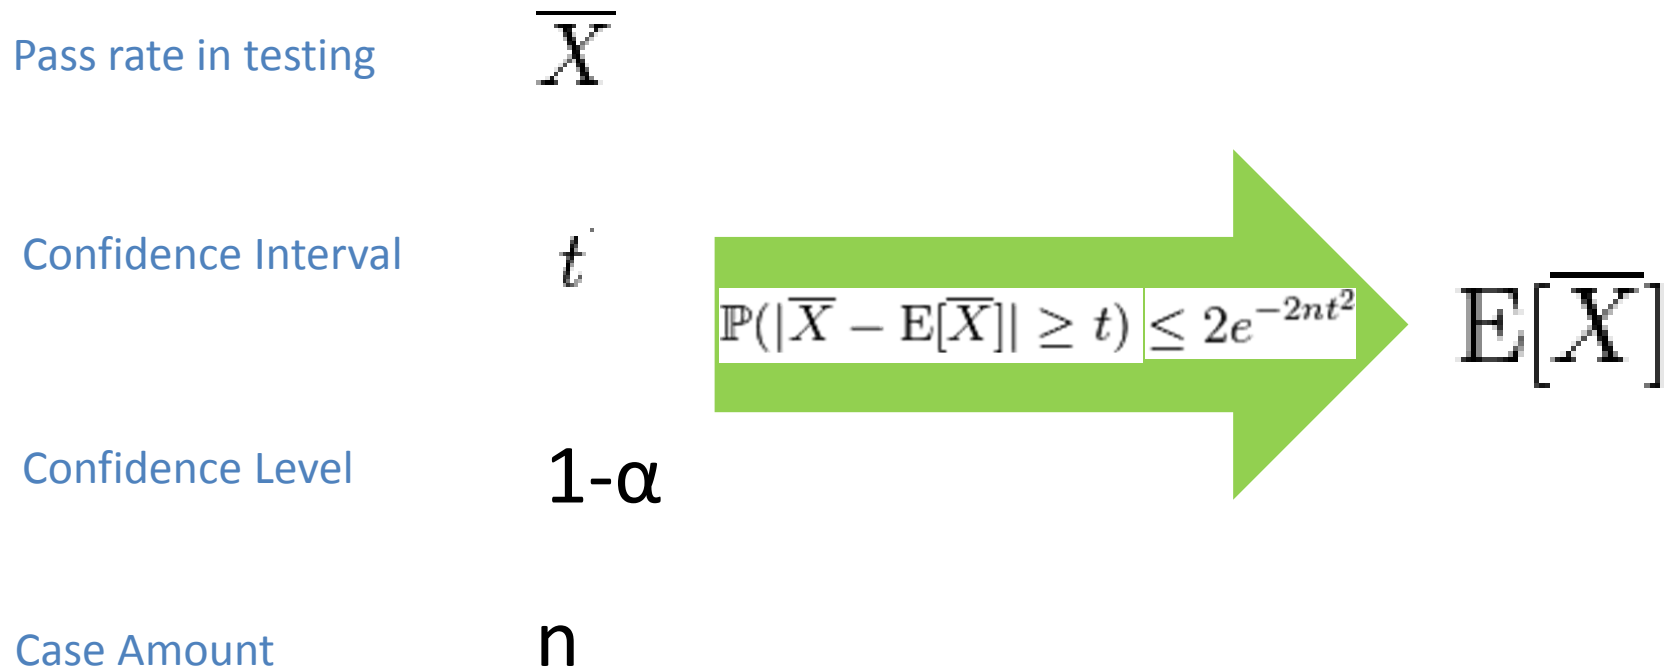 Pass rate in testing X̅
Confidence Interval t
ℙ(|X̅ − E[X̅]| ≥ t) ≤ 2e^{−2nt²}
E[X̅]
Confidence Level 1-α
Case Amount n